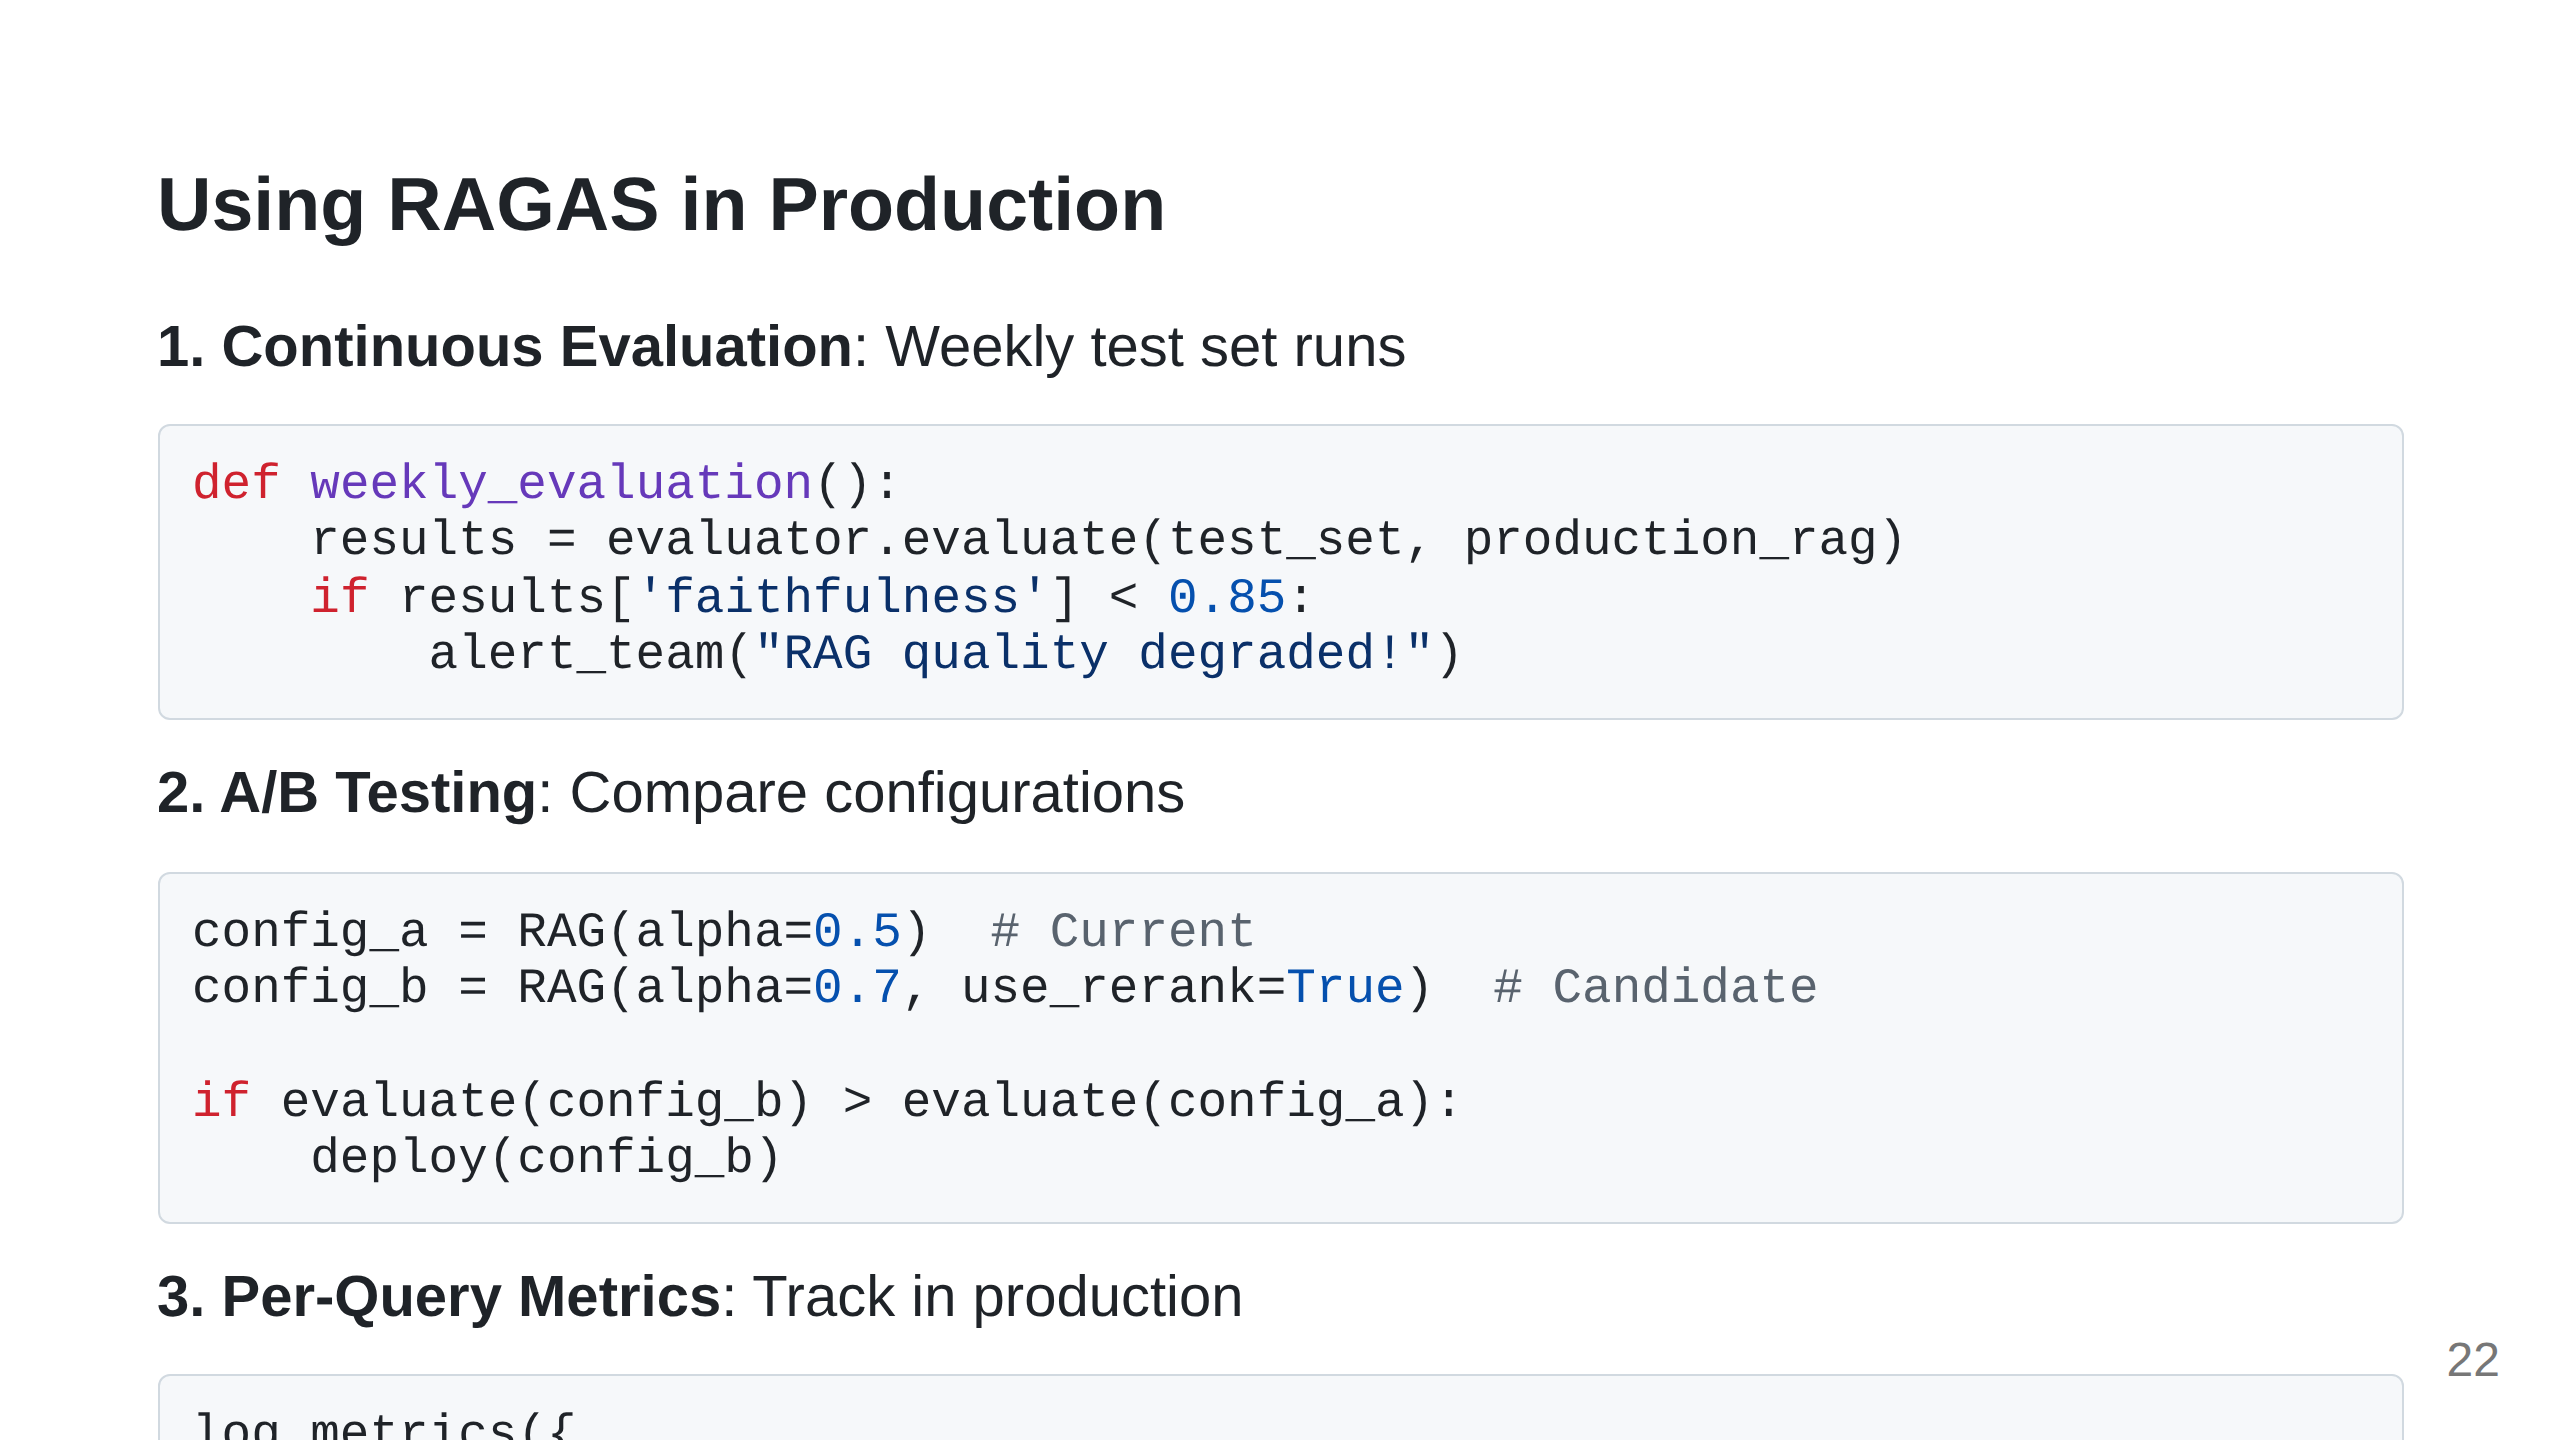 Using RAGAS in Production
1. Continuous Evaluation: Weekly test set runs
def weekly_evaluation():
    results = evaluator.evaluate(test_set, production_rag)
    if results['faithfulness'] < 0.85:
        alert_team("RAG quality degraded!")
2. A/B Testing: Compare configurations
config_a = RAG(alpha=0.5)  # Current
config_b = RAG(alpha=0.7, use_rerank=True)  # Candidate
if evaluate(config_b) > evaluate(config_a):
    deploy(config_b)
3. Per-Query Metrics: Track in production
22
log_metrics({